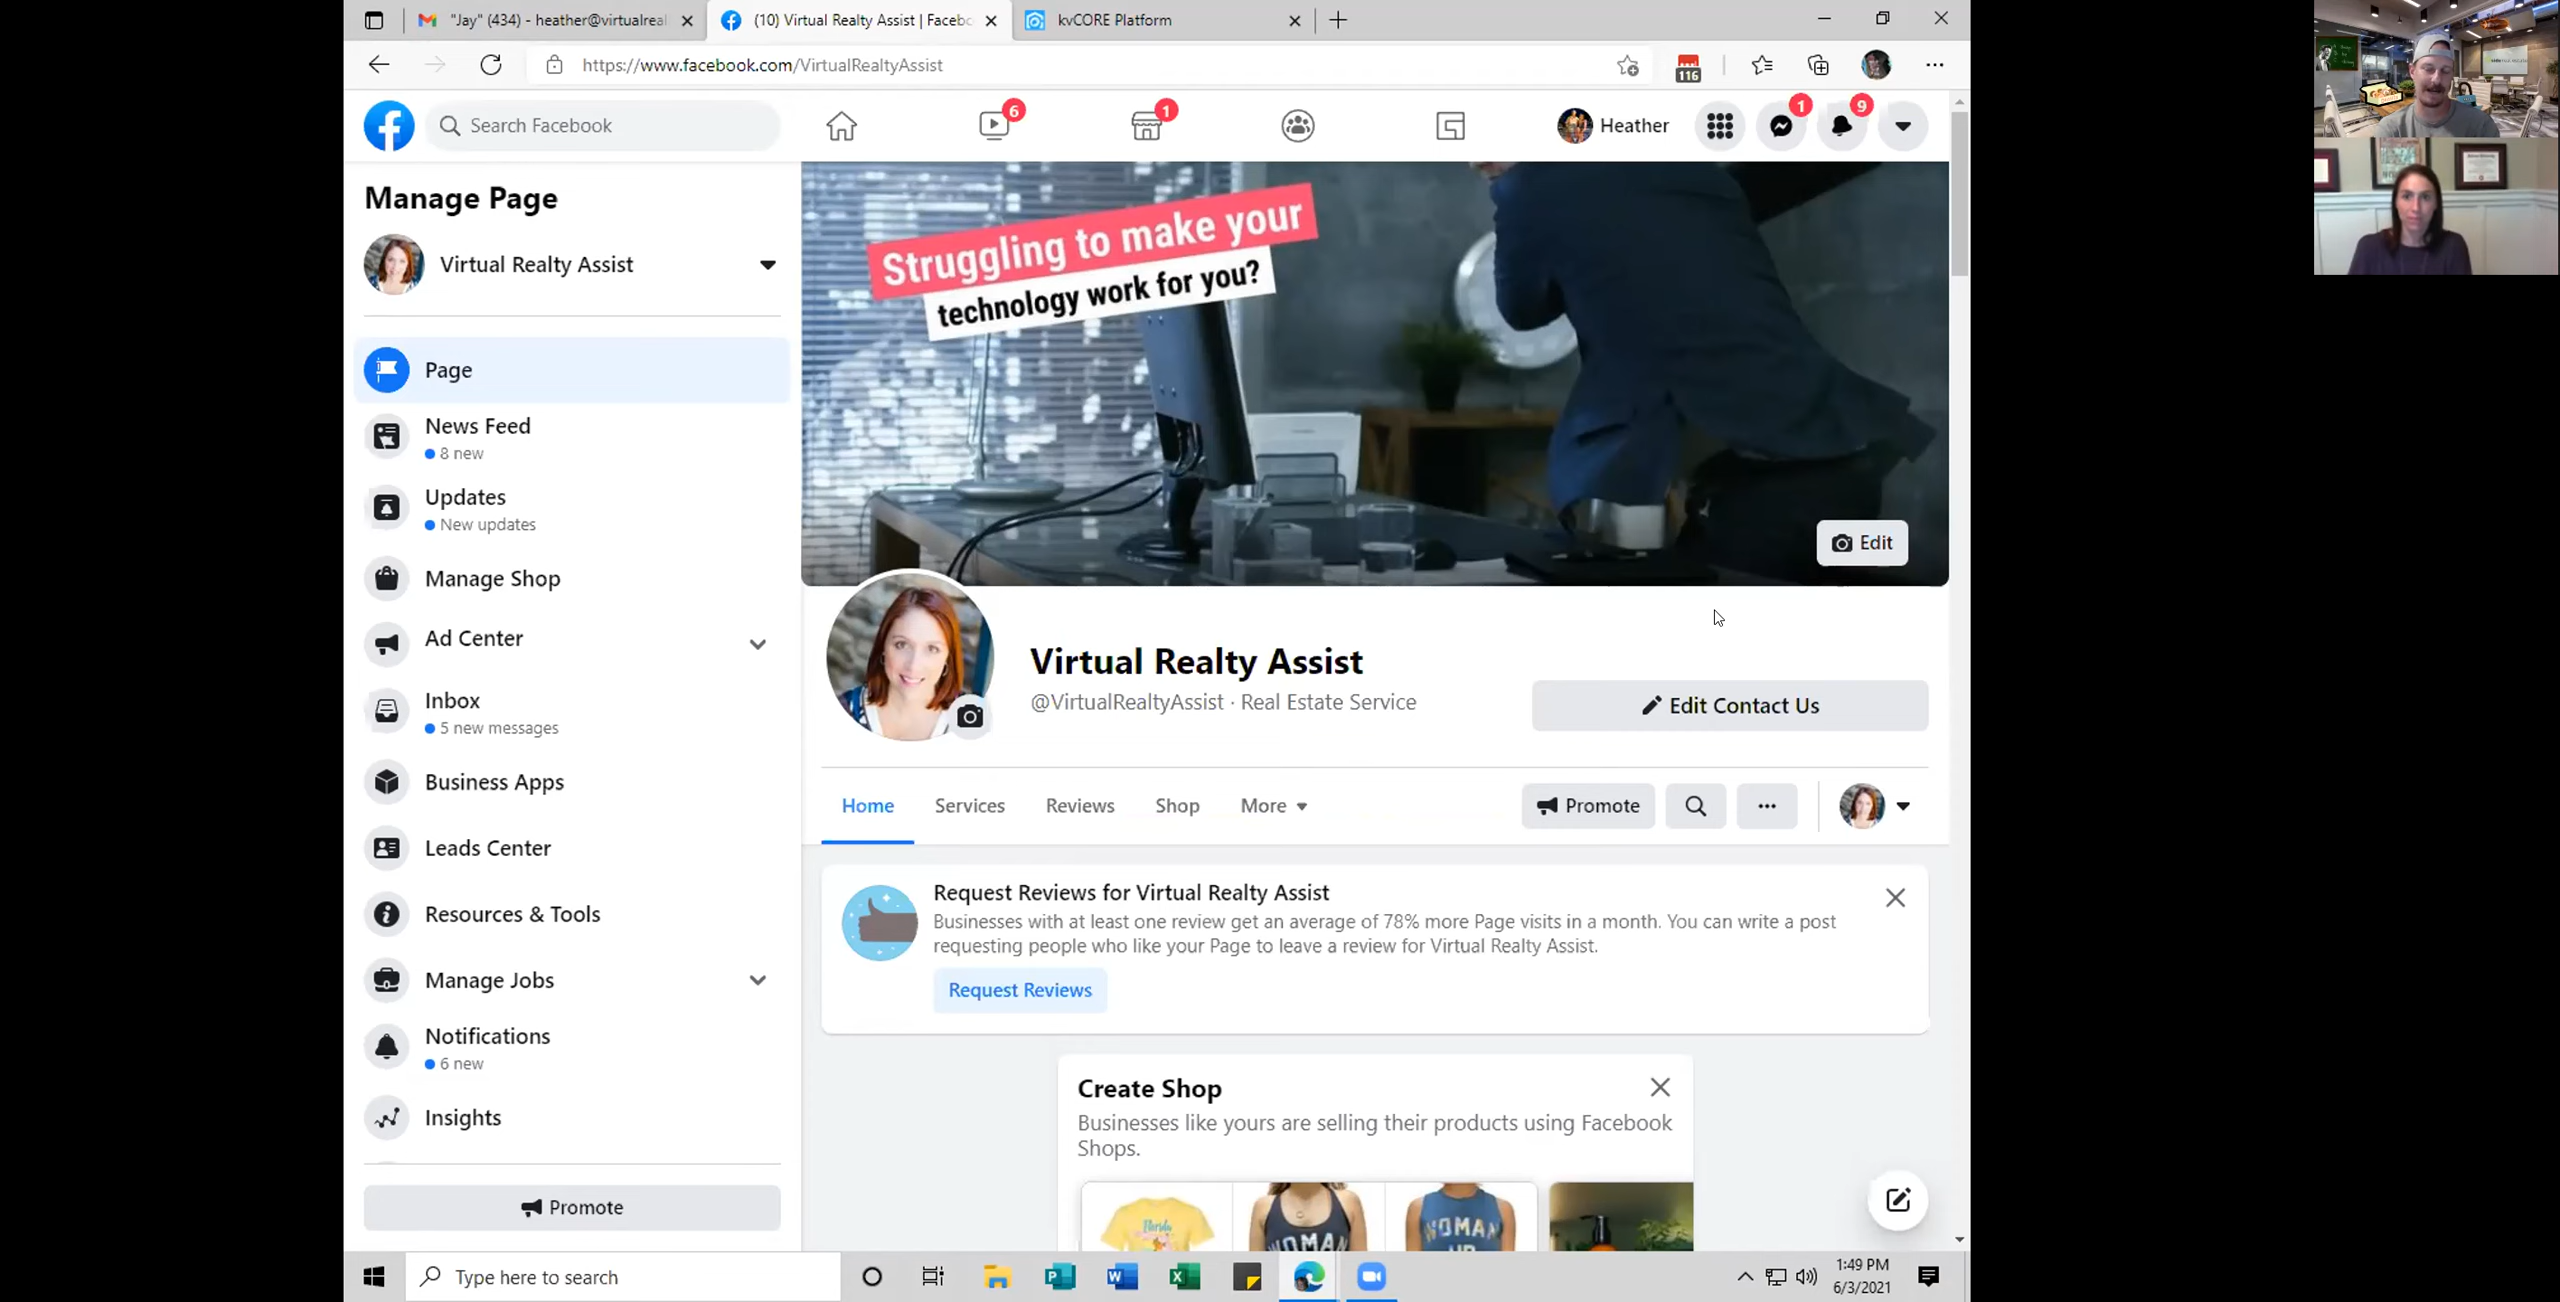 "Jay" (434) - heather@virtualreal
(10) Virtual Realty Assist | Facebo
kvCORE Platform
https://www.facebook.com/VirtualRealtyAssist
116
Search Facebook
6
1
Heather
1
9
Manage Page
Virtual Realty Assist
Page
News Feed
8 new
Updates
New updates
Manage Shop
Ad Center
Inbox
5 new messages
Business Apps
Leads Center
Resources & Tools
Manage Jobs
Notifications
6 new
Insights
Promote
Struggling to make your
technology work for you?
Edit
Virtual Realty Assist
@VirtualRealtyAssist · Real Estate Service
Edit Contact Us
Home
Services
Reviews
Shop
More
Promote
Request Reviews for Virtual Realty Assist
Businesses with at least one review get an average of 78% more Page visits in a month. You can write a post
requesting people who like your Page to leave a review for Virtual Realty Assist.
Request Reviews
Create Shop
Businesses like yours are selling their products using Facebook
Shops.
Florida
WOMAN
WOMAN
UP
Type here to search
1:49 PM
6/3/2021